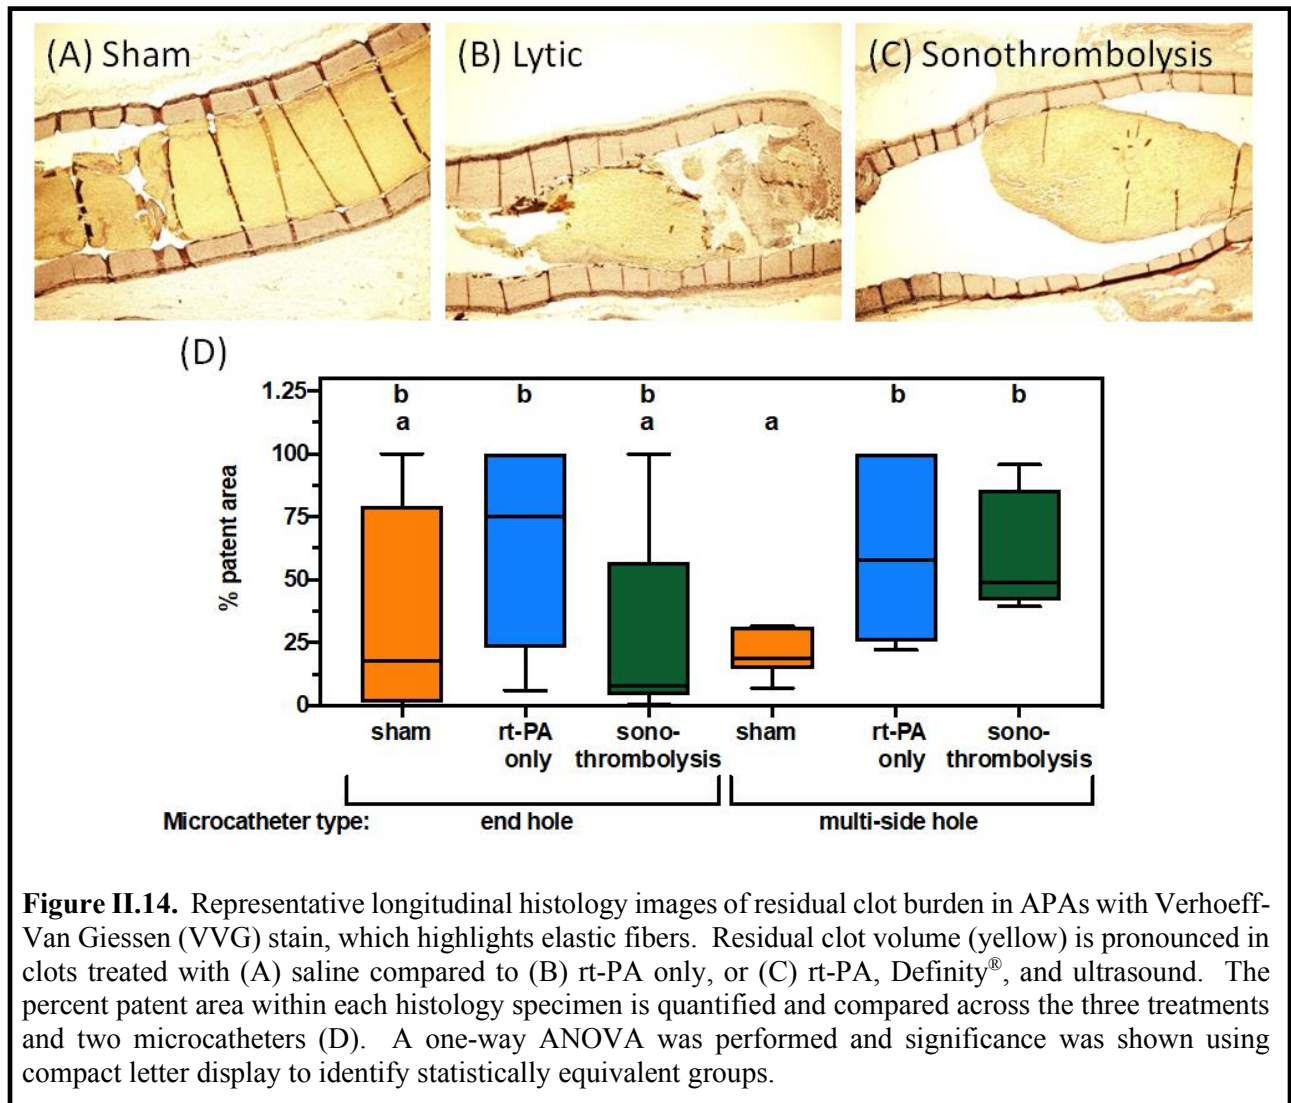 (A) Sham
(B) Lytic
(C) Sonothrombolysis
(D)
1.25
100
75
50
25
0
% patent area
b
a
b
b
a
a
b
b
sham
rt-PA
only
sono-
thrombolysis
sham
rt-PA
only
sono-
thrombolysis
Microcatheter type:
end hole
multi-side hole
Figure II.14. Representative longitudinal histology images of residual clot burden in APAs with Verhoeff-
Van Giessen (VVG) stain, which highlights elastic fibers. Residual clot volume (yellow) is pronounced in
clots treated with (A) saline compared to (B) rt-PA only, or (C) rt-PA, Definity®, and ultrasound. The
percent patent area within each histology specimen is quantified and compared across the three treatments
and two microcatheters (D). A one-way ANOVA was performed and significance was shown using
compact letter display to identify statistically equivalent groups.